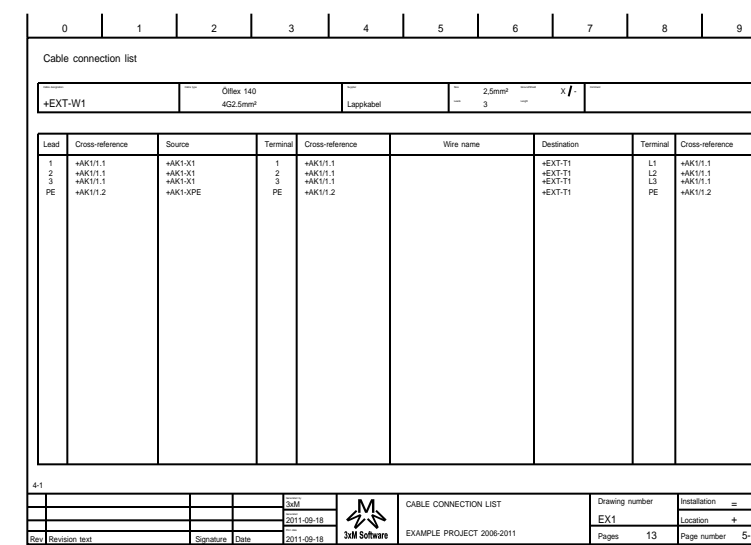 0 1 2 3 4 5 6 7 8 9
Cable connection list
Ölflex 140 2,5mm² X / -
+EXT-W1 4G2.5mm² Lappkabel 3
Lead Cross-reference Source Terminal Cross-reference Wire name Destination Terminal Cross-reference
1 +AK1/1.1 +AK1-X1 1 +AK1/1.1 +EXT-T1 L1 +AK1/1.1
2 +AK1/1.1 +AK1-X1 2 +AK1/1.1 +EXT-T1 L2 +AK1/1.1
3 +AK1/1.1 +AK1-X1 3 +AK1/1.1 +EXT-T1 L3 +AK1/1.1
PE +AK1/1.2 +AK1-XPE PE +AK1/1.2 +EXT-T1 PE +AK1/1.2
4-1
3xM CABLE CONNECTION LIST Drawing number Installation =
2011-09-18 EX1 Location +
Rev Revision text Signature Date 2011-09-18 3xM Software EXAMPLE PROJECT 2006-2011 Pages 13 Page number 5-